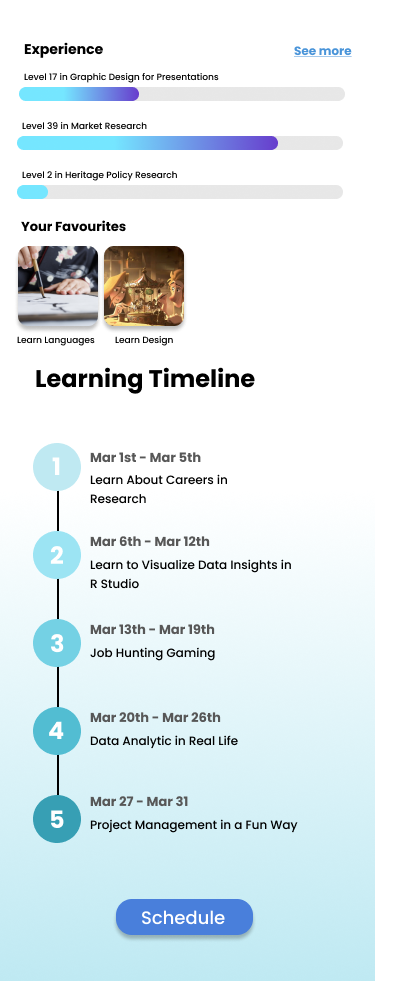 Experience
See more
Level 17 in Graphic Design for Presentations
Level 39 in Market Research
Level 2 in Heritage Policy Research
Your Favourites
Learn Languages
Learn Design
Learning Timeline
1
Mar 1st - Mar 5th
Learn About Careers in
Research
2
Mar 6th - Mar 12th
Learn to Visualize Data Insights in
R Studio
3
Mar 13th - Mar 19th
Job Hunting Gaming
4
Mar 20th - Mar 26th
Data Analytic in Real Life
5
Mar 27 - Mar 31
Project Management in a Fun Way
Schedule